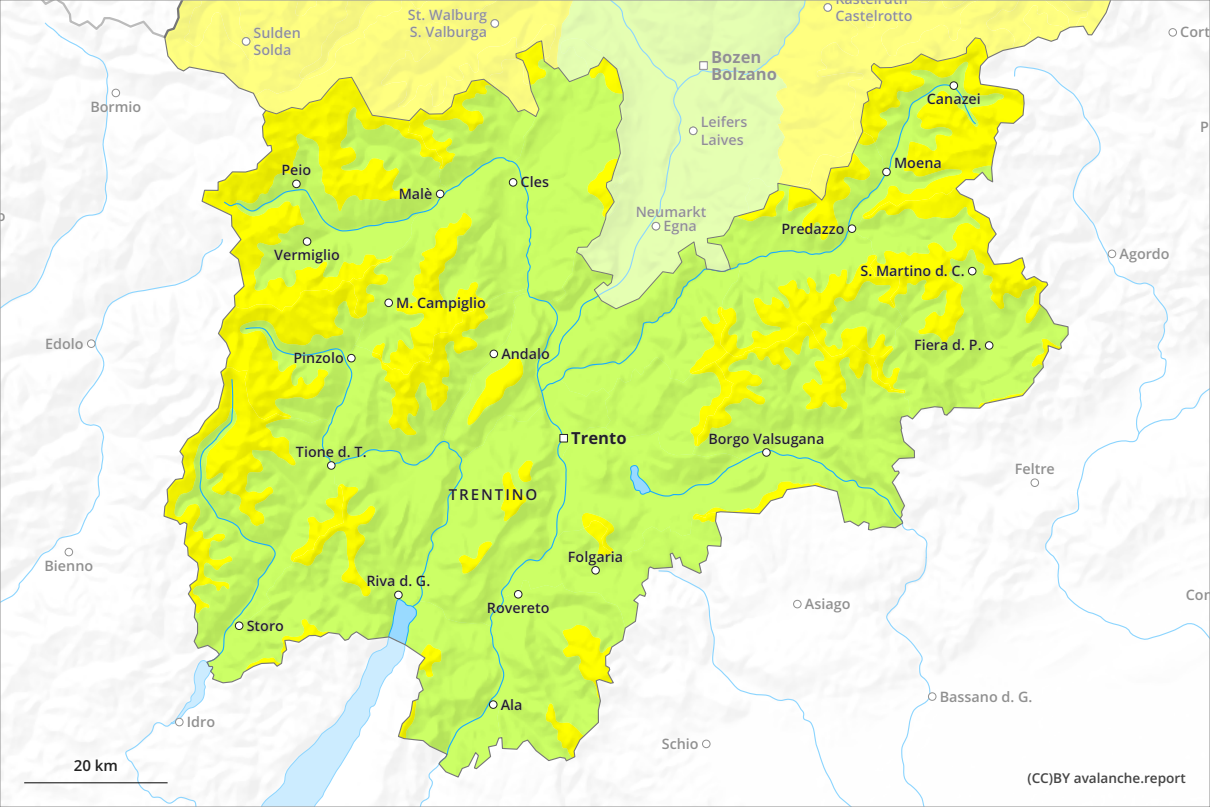 Kastelruth
Castelrotto
St. Walburg
S. Valburga
Sulden
Solda
Cort
Bozen
Bolzano
Bormio
Canazei
Leifers
Laives
Moena
Peio
Malè
Cles
Neumarkt
Egna
Predazzo
Vermiglio
Agordo
S. Martino d. C.
M. Campiglio
Edolo
Pinzolo
Andalo
Fiera d. P.
Trento
Borgo Valsugana
Tione d. T.
Feltre
TRENTINO
Bienno
Folgaria
Riva d. G.
Rovereto
Asiago
Cor
Storo
Idro
Ala
Bassano d. G.
Schio
20 km
(CC)BY avalanche.report